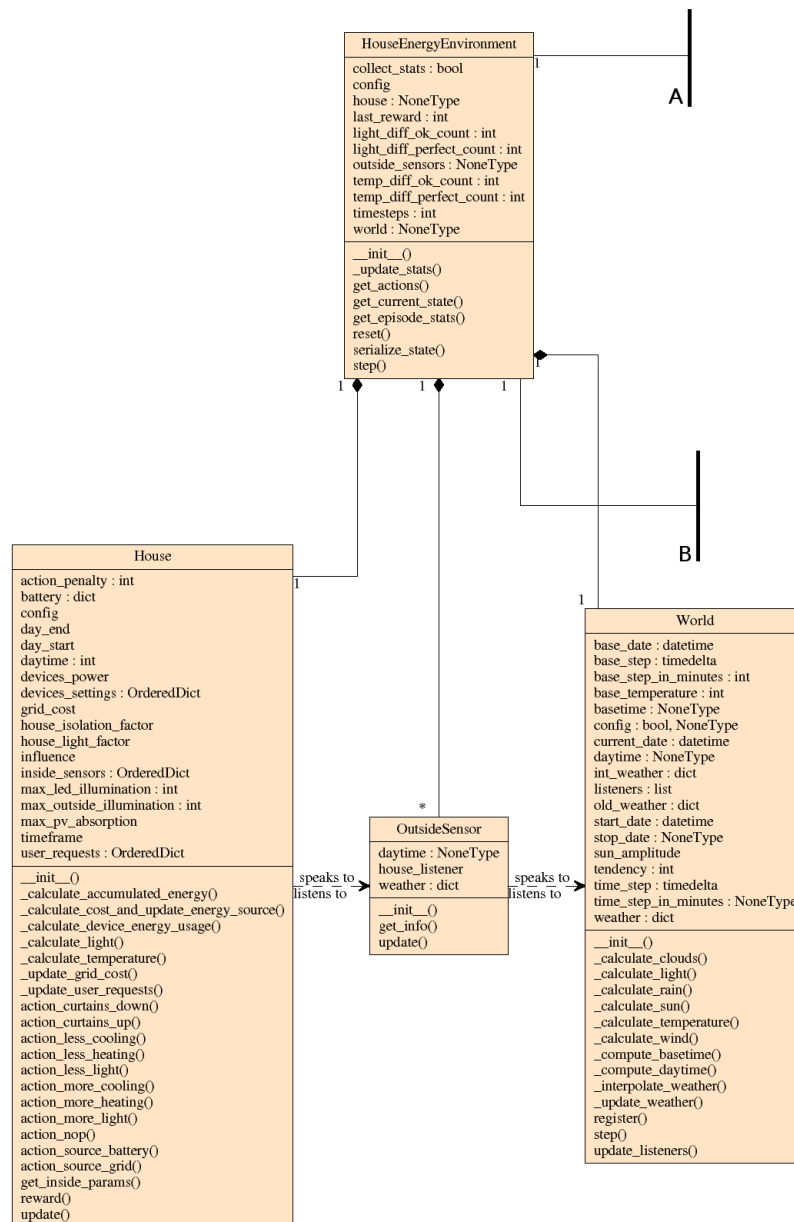 HouseEnergyEnvironment
collect_stats : bool
config
house : NoneType
last_reward : int
light_diff_ok_count : int
light_diff_perfect_count : int
outside_sensors : NoneType
temp_diff_ok_count : int
temp_diff_perfect_count : int
timesteps : int
world : NoneType
__init__()
_update_stats()
get_actions()
get_current_state()
get_episode_stats()
reset()
serialize_state()
step()
1
A
1
1
1
1
1
B
House
action_penalty : int
battery : dict
config
day_end
day_start
daytime : int
devices_power
devices_settings : OrderedDict
grid_cost
house_isolation_factor
house_light_factor
influence
inside_sensors : OrderedDict
max_led_illumination : int
max_outside_illumination : int
max_pv_absorption
timeframe
user_requests : OrderedDict
__init__()
_calculate_accumulated_energy()
_calculate_cost_and_update_energy_source()
_calculate_device_energy_usage()
_calculate_light()
_calculate_temperature()
_update_grid_cost()
_update_user_requests()
action_curtains_down()
action_curtains_up()
action_less_cooling()
action_less_heating()
action_less_light()
action_more_cooling()
action_more_heating()
action_more_light()
action_nop()
action_source_battery()
action_source_grid()
get_inside_params()
reward()
update()
speaks to
listens to
*
OutsideSensor
daytime : NoneType
house_listener
weather : dict
__init__()
get_info()
update()
speaks to
listens to
1
World
base_date : datetime
base_step : timedelta
base_step_in_minutes : int
base_temperature : int
basetime : NoneType
config : bool, NoneType
current_date : datetime
daytime : NoneType
int_weather : dict
listeners : list
old_weather : dict
start_date : datetime
stop_date : NoneType
sun_amplitude
tendency : int
time_step : timedelta
time_step_in_minutes : NoneType
weather : dict
__init__()
_calculate_clouds()
_calculate_light()
_calculate_rain()
_calculate_sun()
_calculate_temperature()
_calculate_wind()
_compute_basetime()
_compute_daytime()
_interpolate_weather()
_update_weather()
register()
step()
update_listeners()